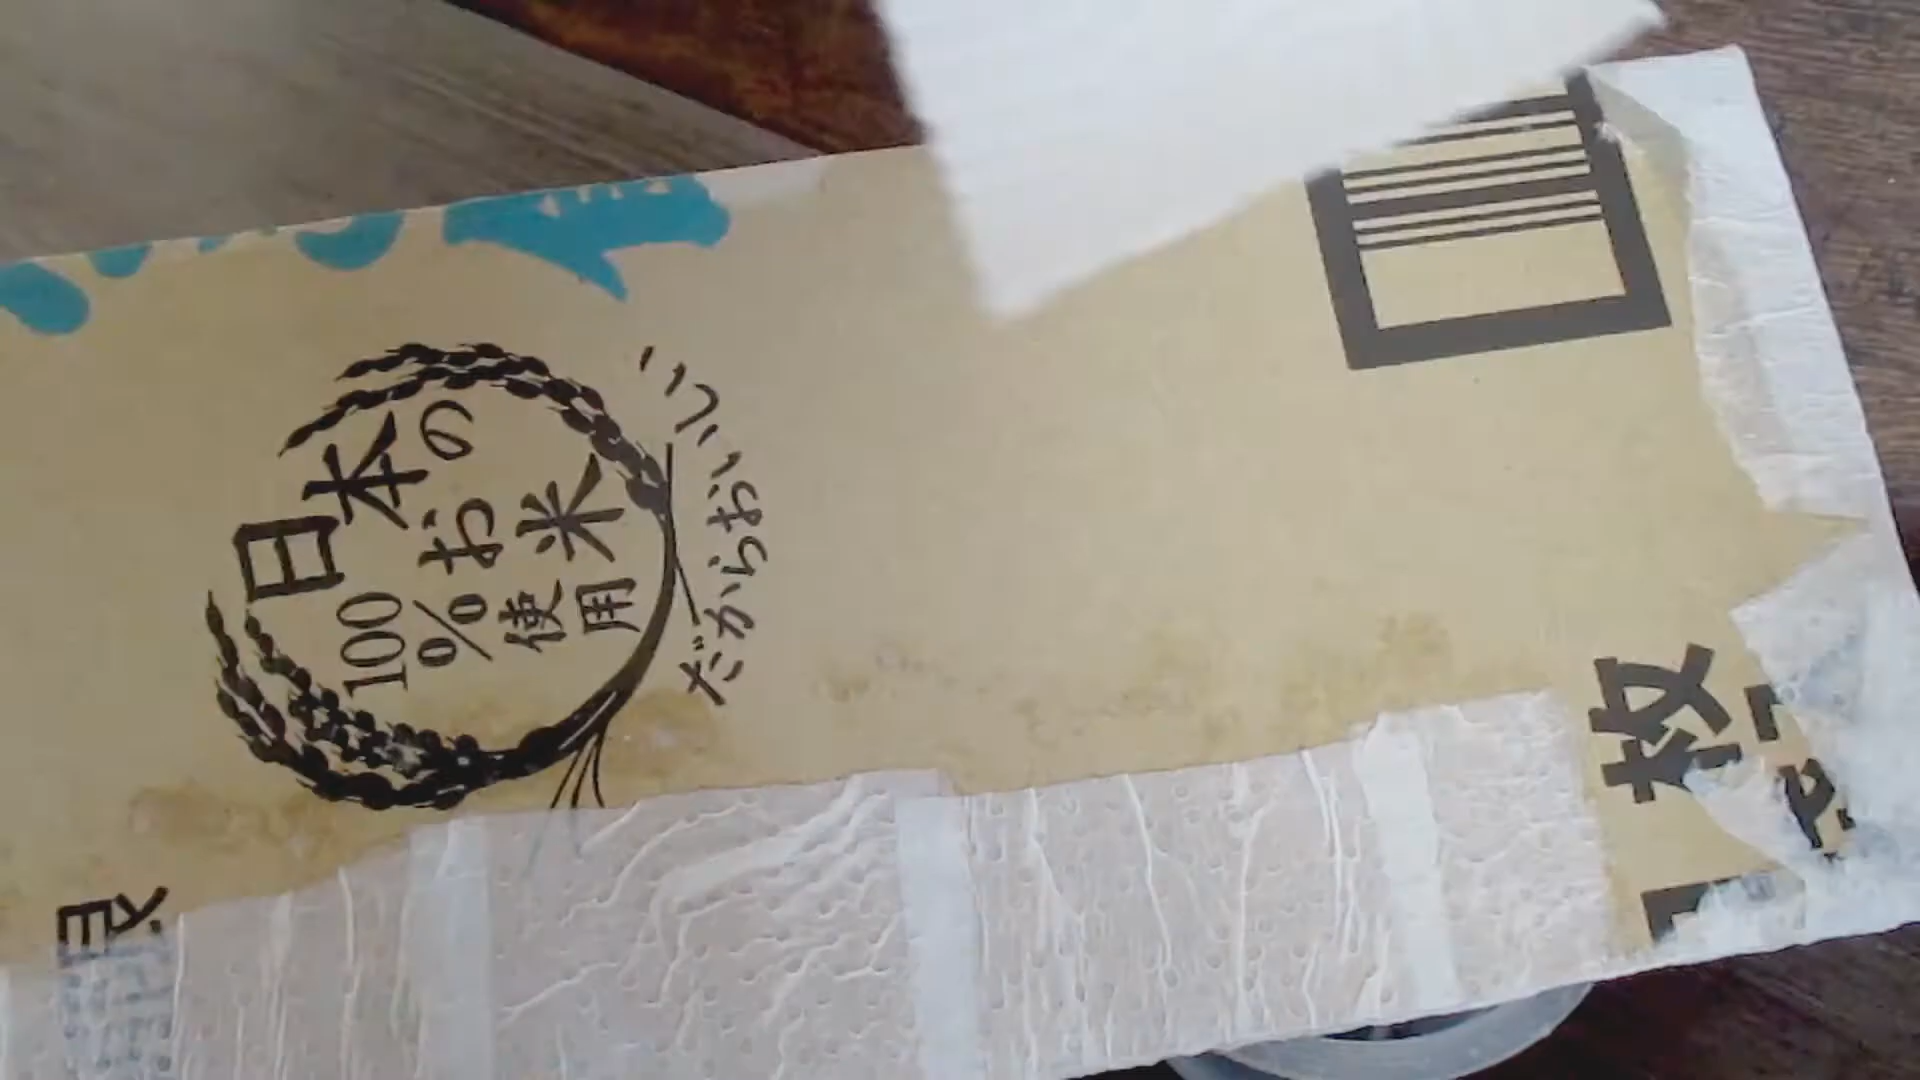 日本の
お米
100%使用
だからおいしい
枚